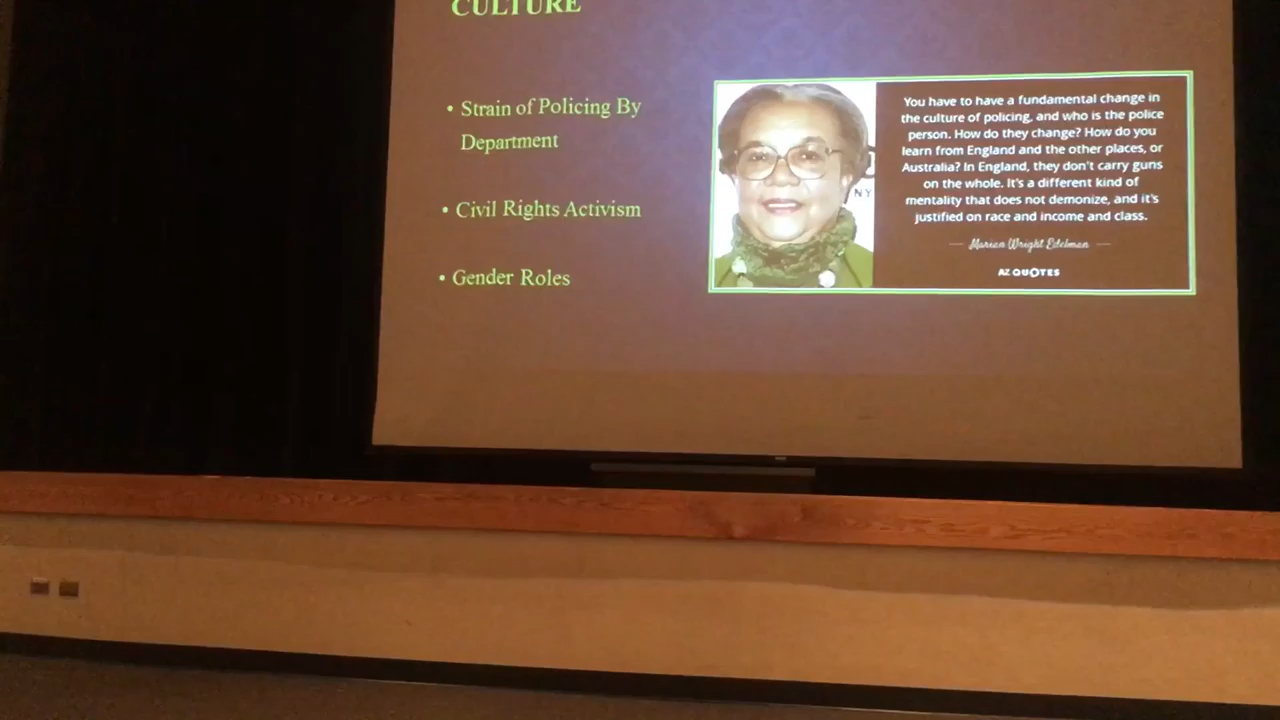 CULTURE
• Strain of Policing By
Department
• Civil Rights Activism
• Gender Roles
NY
You have to have a fundamental change in
the culture of policing, and who is the police
person. How do they change? How do you
learn from England and the other places, or
Australia? In England, they don't carry guns
on the whole. It's a different kind of
mentality that does not demonize, and it's
justified on race and income and class.
— Marian Wright Edelman —
AZ QUOTES